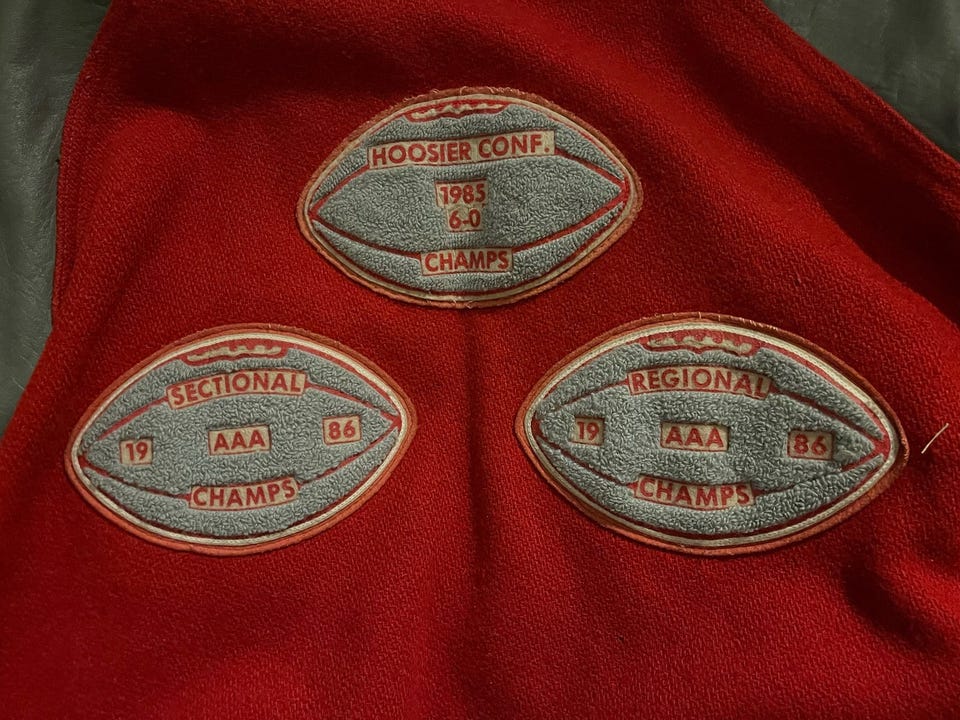 HOOSIER CONF.
1985
6-0
CHAMPS
SECTIONAL
19 AAA 86
CHAMPS
REGIONAL
19 AAA 86
CHAMPS